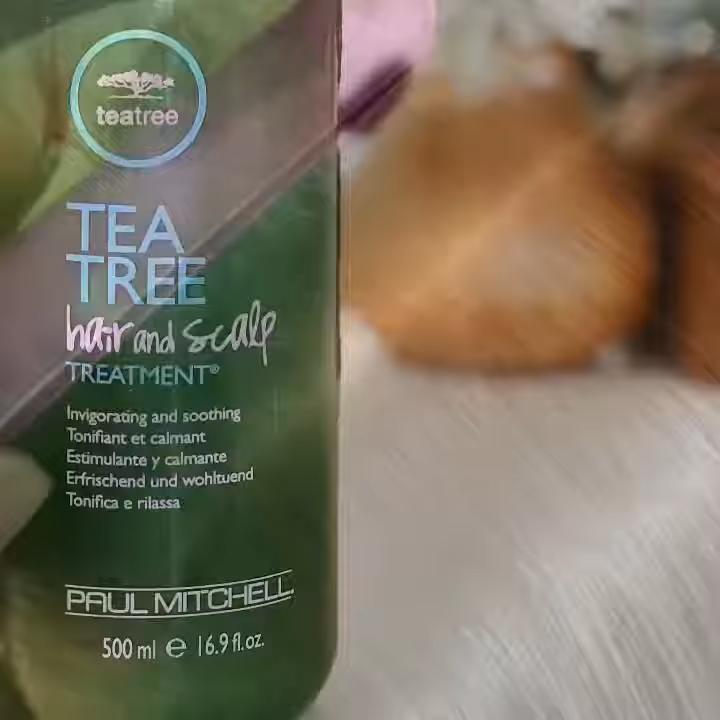 teatree
TEA
TREE
hair and scalp
TREATMENT®
Invigorating and soothing
Tonifiant et calmant
Estimulante y calmante
Erfrischend und wohltuend
Tonifica e rilassa
PAUL MITCHELL
500 ml ℮ 16.9 fl. oz.